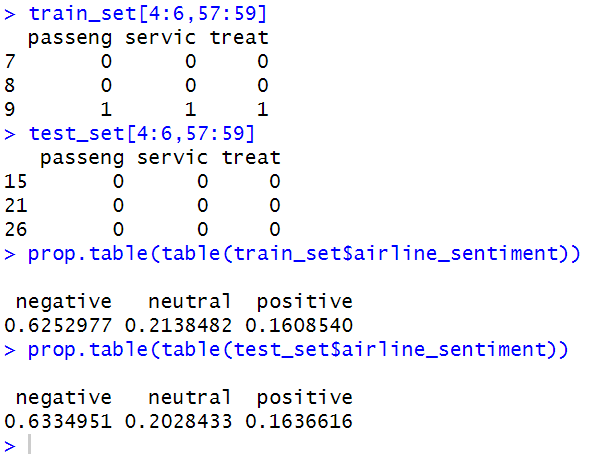 > train_set[4:6,57:59]
  passeng servic treat
7       0      0     0
8       0      0     0
9       1      1     1
> test_set[4:6,57:59]
   passeng servic treat
15       0      0     0
21       0      0     0
26       0      0     0
> prop.table(table(train_set$airline_sentiment))
 negative   neutral  positive
0.6252977 0.2138482 0.1608540
> prop.table(table(test_set$airline_sentiment))
 negative   neutral  positive
0.6334951 0.2028433 0.1636616
>